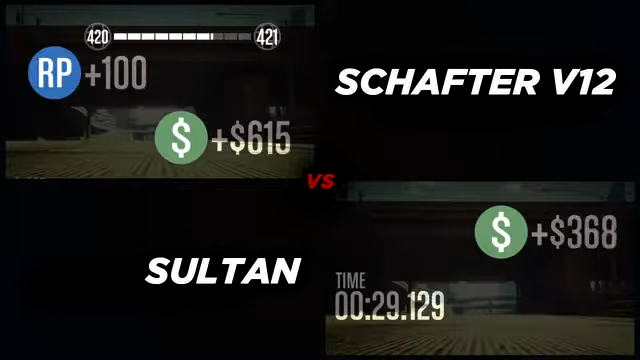 420 421
RP +100
$ +$615
SCHAFTER V12
VS
SULTAN
$ +$368
TIME
00:29.129